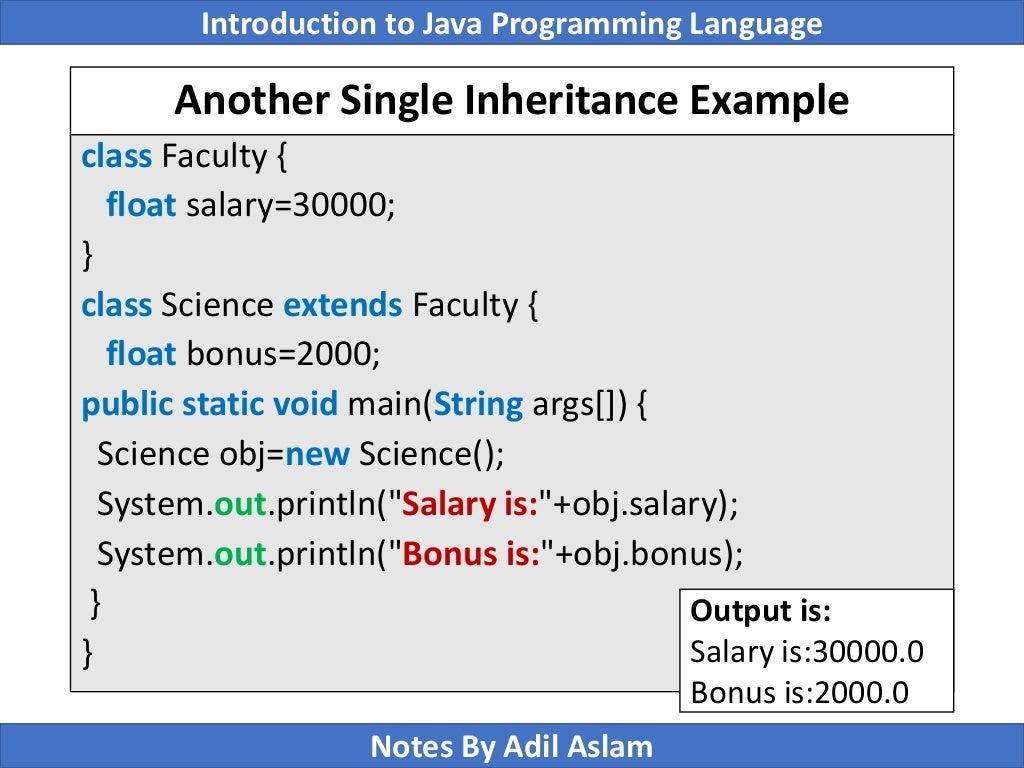 Introduction to Java Programming Language
Another Single Inheritance Example
class Faculty {
float salary=30000;
}
class Science extends Faculty {
float bonus=2000;
public static void main(String args[]) {
Science obj=new Science();
System.out.println("Salary is:"+obj.salary);
System.out.println("Bonus is:"+obj.bonus);
}
}
Output is:
Salary is:30000.0
Bonus is:2000.0
Notes By Adil Aslam